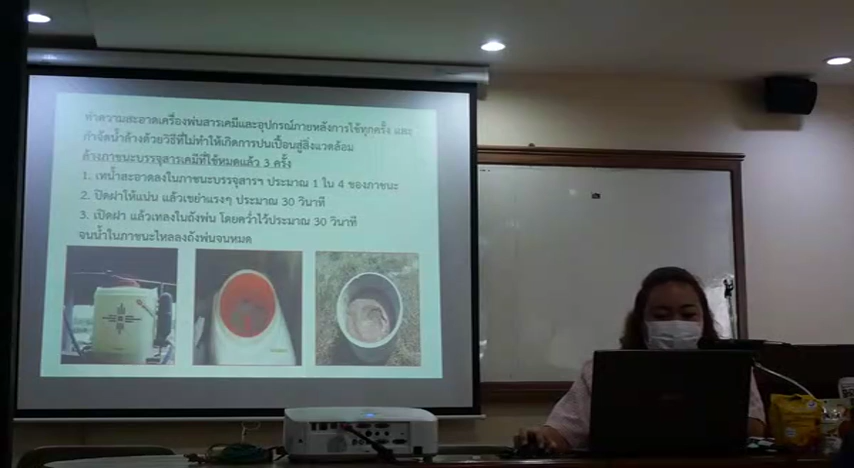 ทำความสะอาดเครื่องพ่นสารเคมีและอุปกรณ์ภายหลังการใช้ทุกครั้ง และ
กำจัดน้ำล้างด้วยวิธีที่ไม่ทำให้เกิดการปนเปื้อนสู่สิ่งแวดล้อม
ล้างภาชนะบรรจุสารเคมีที่ใช้หมดแล้ว 3 ครั้ง
1. เทน้ำสะอาดลงในภาชนะบรรจุสารฯ ประมาณ 1 ใน 4 ของภาชนะ
2. ปิดฝาให้แน่น แล้วเขย่าแรงๆ ประมาณ 30 วินาที
3. เปิดฝา แล้วเทลงในถังพ่น โดยคว่ำไว้ประมาณ 30 วินาที
จนน้ำในภาชนะไหลลงถังพ่นจนหมด